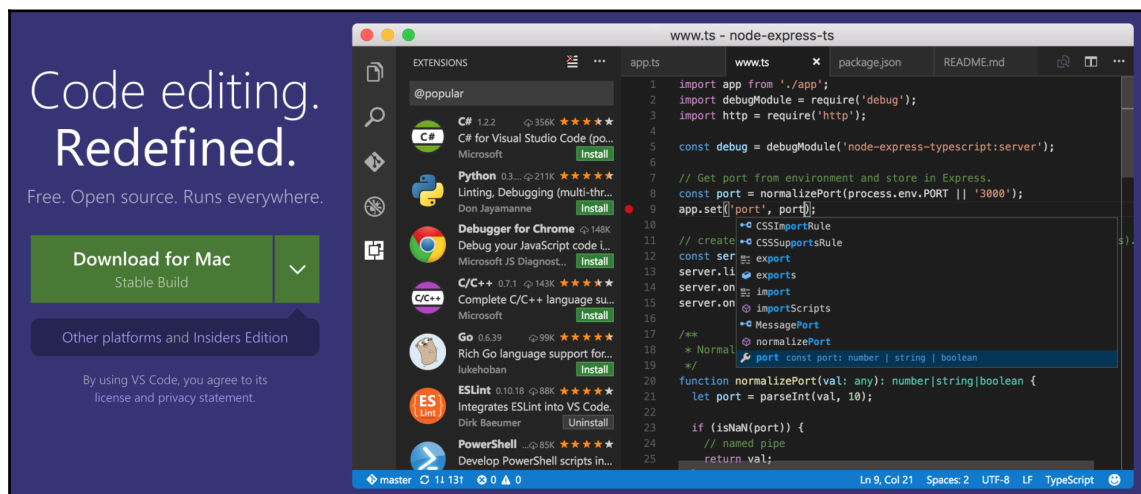 Code editing.
Redefined.
Free. Open source. Runs everywhere.
Download for Mac
Stable Build
Other platforms and Insiders Edition
By using VS Code, you agree to its
license and privacy statement.
www.ts - node-express-ts
EXTENSIONS
@popular
C# 1.2.2 356K
C# for Visual Studio Code (po...
Microsoft Install
Python 0.3.... 211K
Linting, Debugging (multi-thr...
Don Jayamanne Install
Debugger for Chrome 148K
Debug your JavaScript code i...
Microsoft JS Diagnost... Install
C/C++ 0.7.1 143K
C/C++
Complete C/C++ language su...
Microsoft Install
Go 0.6.39 99K
Rich Go language support for...
lukehoban Install
ESLint 0.10.18 88K
ES
Lint
Integrates ESLint into VS Code.
Dirk Baeumer Uninstall
PowerShell ... 85K
Develop PowerShell scripts in...
app.ts www.ts × package.json README.md
1 import app from './app';
2 import debugModule = require('debug');
3 import http = require('http');
4
5 const debug = debugModule('node-express-typescript:server');
6
7 // Get port from environment and store in Express.
8 const port = normalizePort(process.env.PORT || '3000');
9 app.set('port', port);
10
11 // create s).
12 const ser
13 server.li
14 server.on
15 server.on
16
17 /**
18 * Normal
19 */
20 function normalizePort(val: any): number|string|boolean {
21 let port = parseInt(val, 10);
22
23 if (isNaN(port)) {
24 // named pipe
25 return val;
CSSImportRule
CSSSupportsRule
export
exports
import
importScripts
MessagePort
normalizePort
port const port: number | string | boolean
master 1↓ 13↑ 0 0 Ln 9, Col 21 Spaces: 2 UTF-8 LF TypeScript